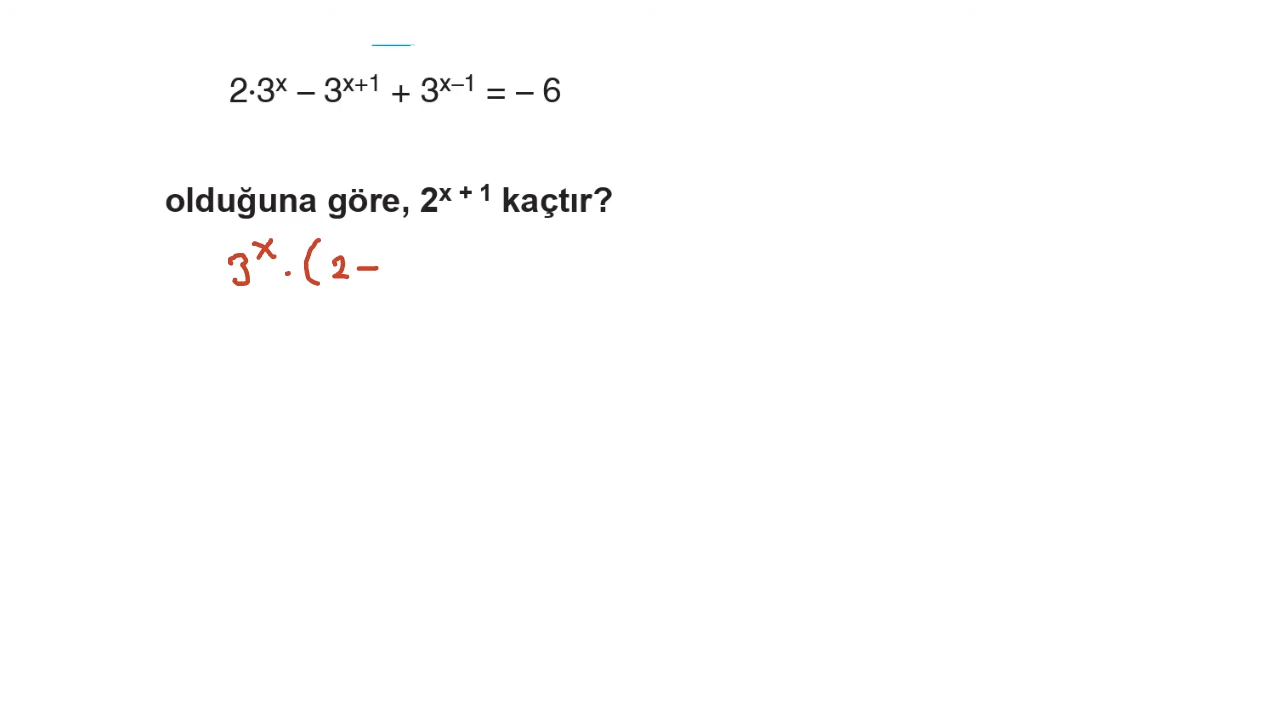 2·3ˣ – 3ˣ⁺¹ + 3ˣ⁻¹ = – 6
olduğuna göre, 2ˣ ⁺ ¹ kaçtır?
3ˣ · (2 –